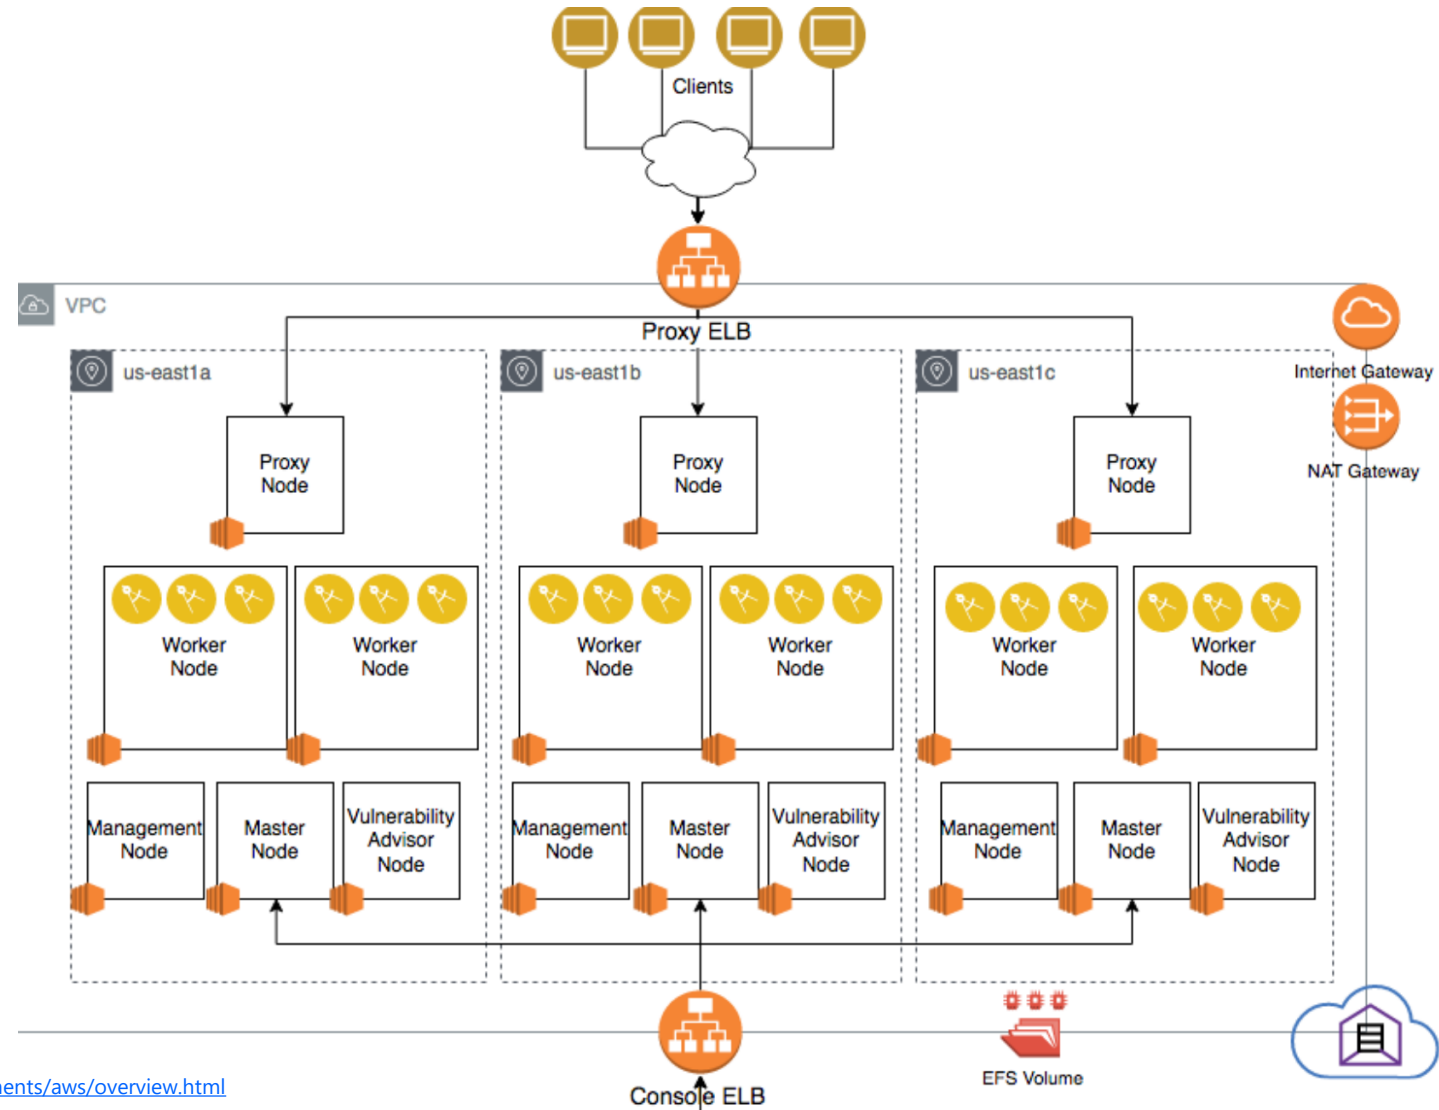 Clients
VPC
Proxy ELB
us-east1a
us-east1b
us-east1c
Internet Gateway
NAT Gateway
Proxy
Node
Proxy
Node
Proxy
Node
Worker
Node
Worker
Node
Worker
Node
Worker
Node
Worker
Node
Worker
Node
Management
Node
Master
Node
Vulnerability
Advisor
Node
Management
Node
Master
Node
Vulnerability
Advisor
Node
Management
Node
Master
Node
Vulnerability
Advisor
Node
EFS Volume
nents/aws/overview.html
Console ELB